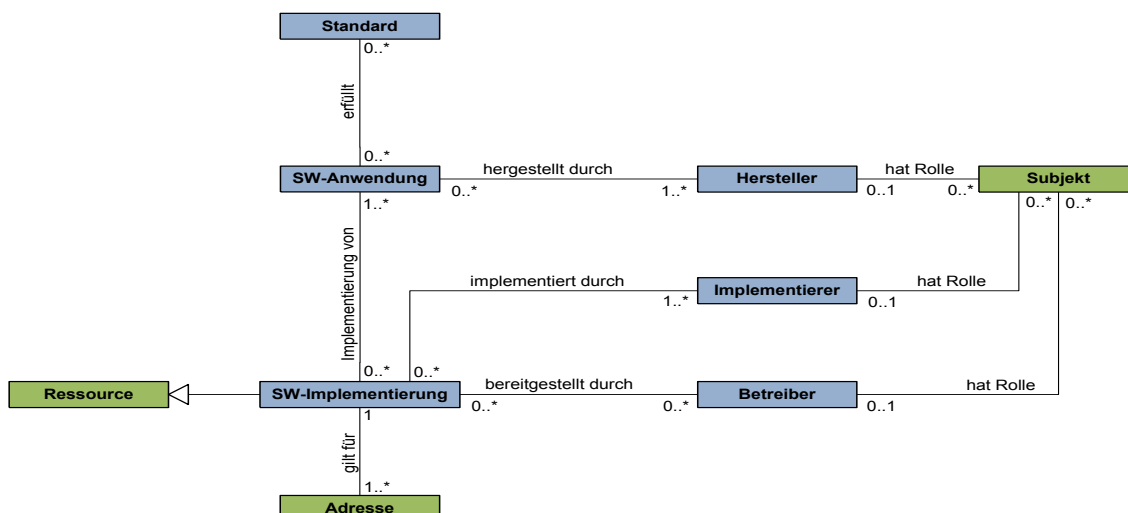 Standard
0..*
erfüllt
0..*
SW-Anwendung
hergestellt durch
Hersteller
hat Rolle
Subjekt
0..*
1..*
0..1
0..*
1..*
0..*
0..*
Implementierung von
implementiert durch
Implementierer
hat Rolle
1..*
0..1
0..*
0..*
Ressource
SW-Implementierung
bereitgestellt durch
Betreiber
hat Rolle
0..*
0..*
0..1
1
gilt für
1..*
Adresse